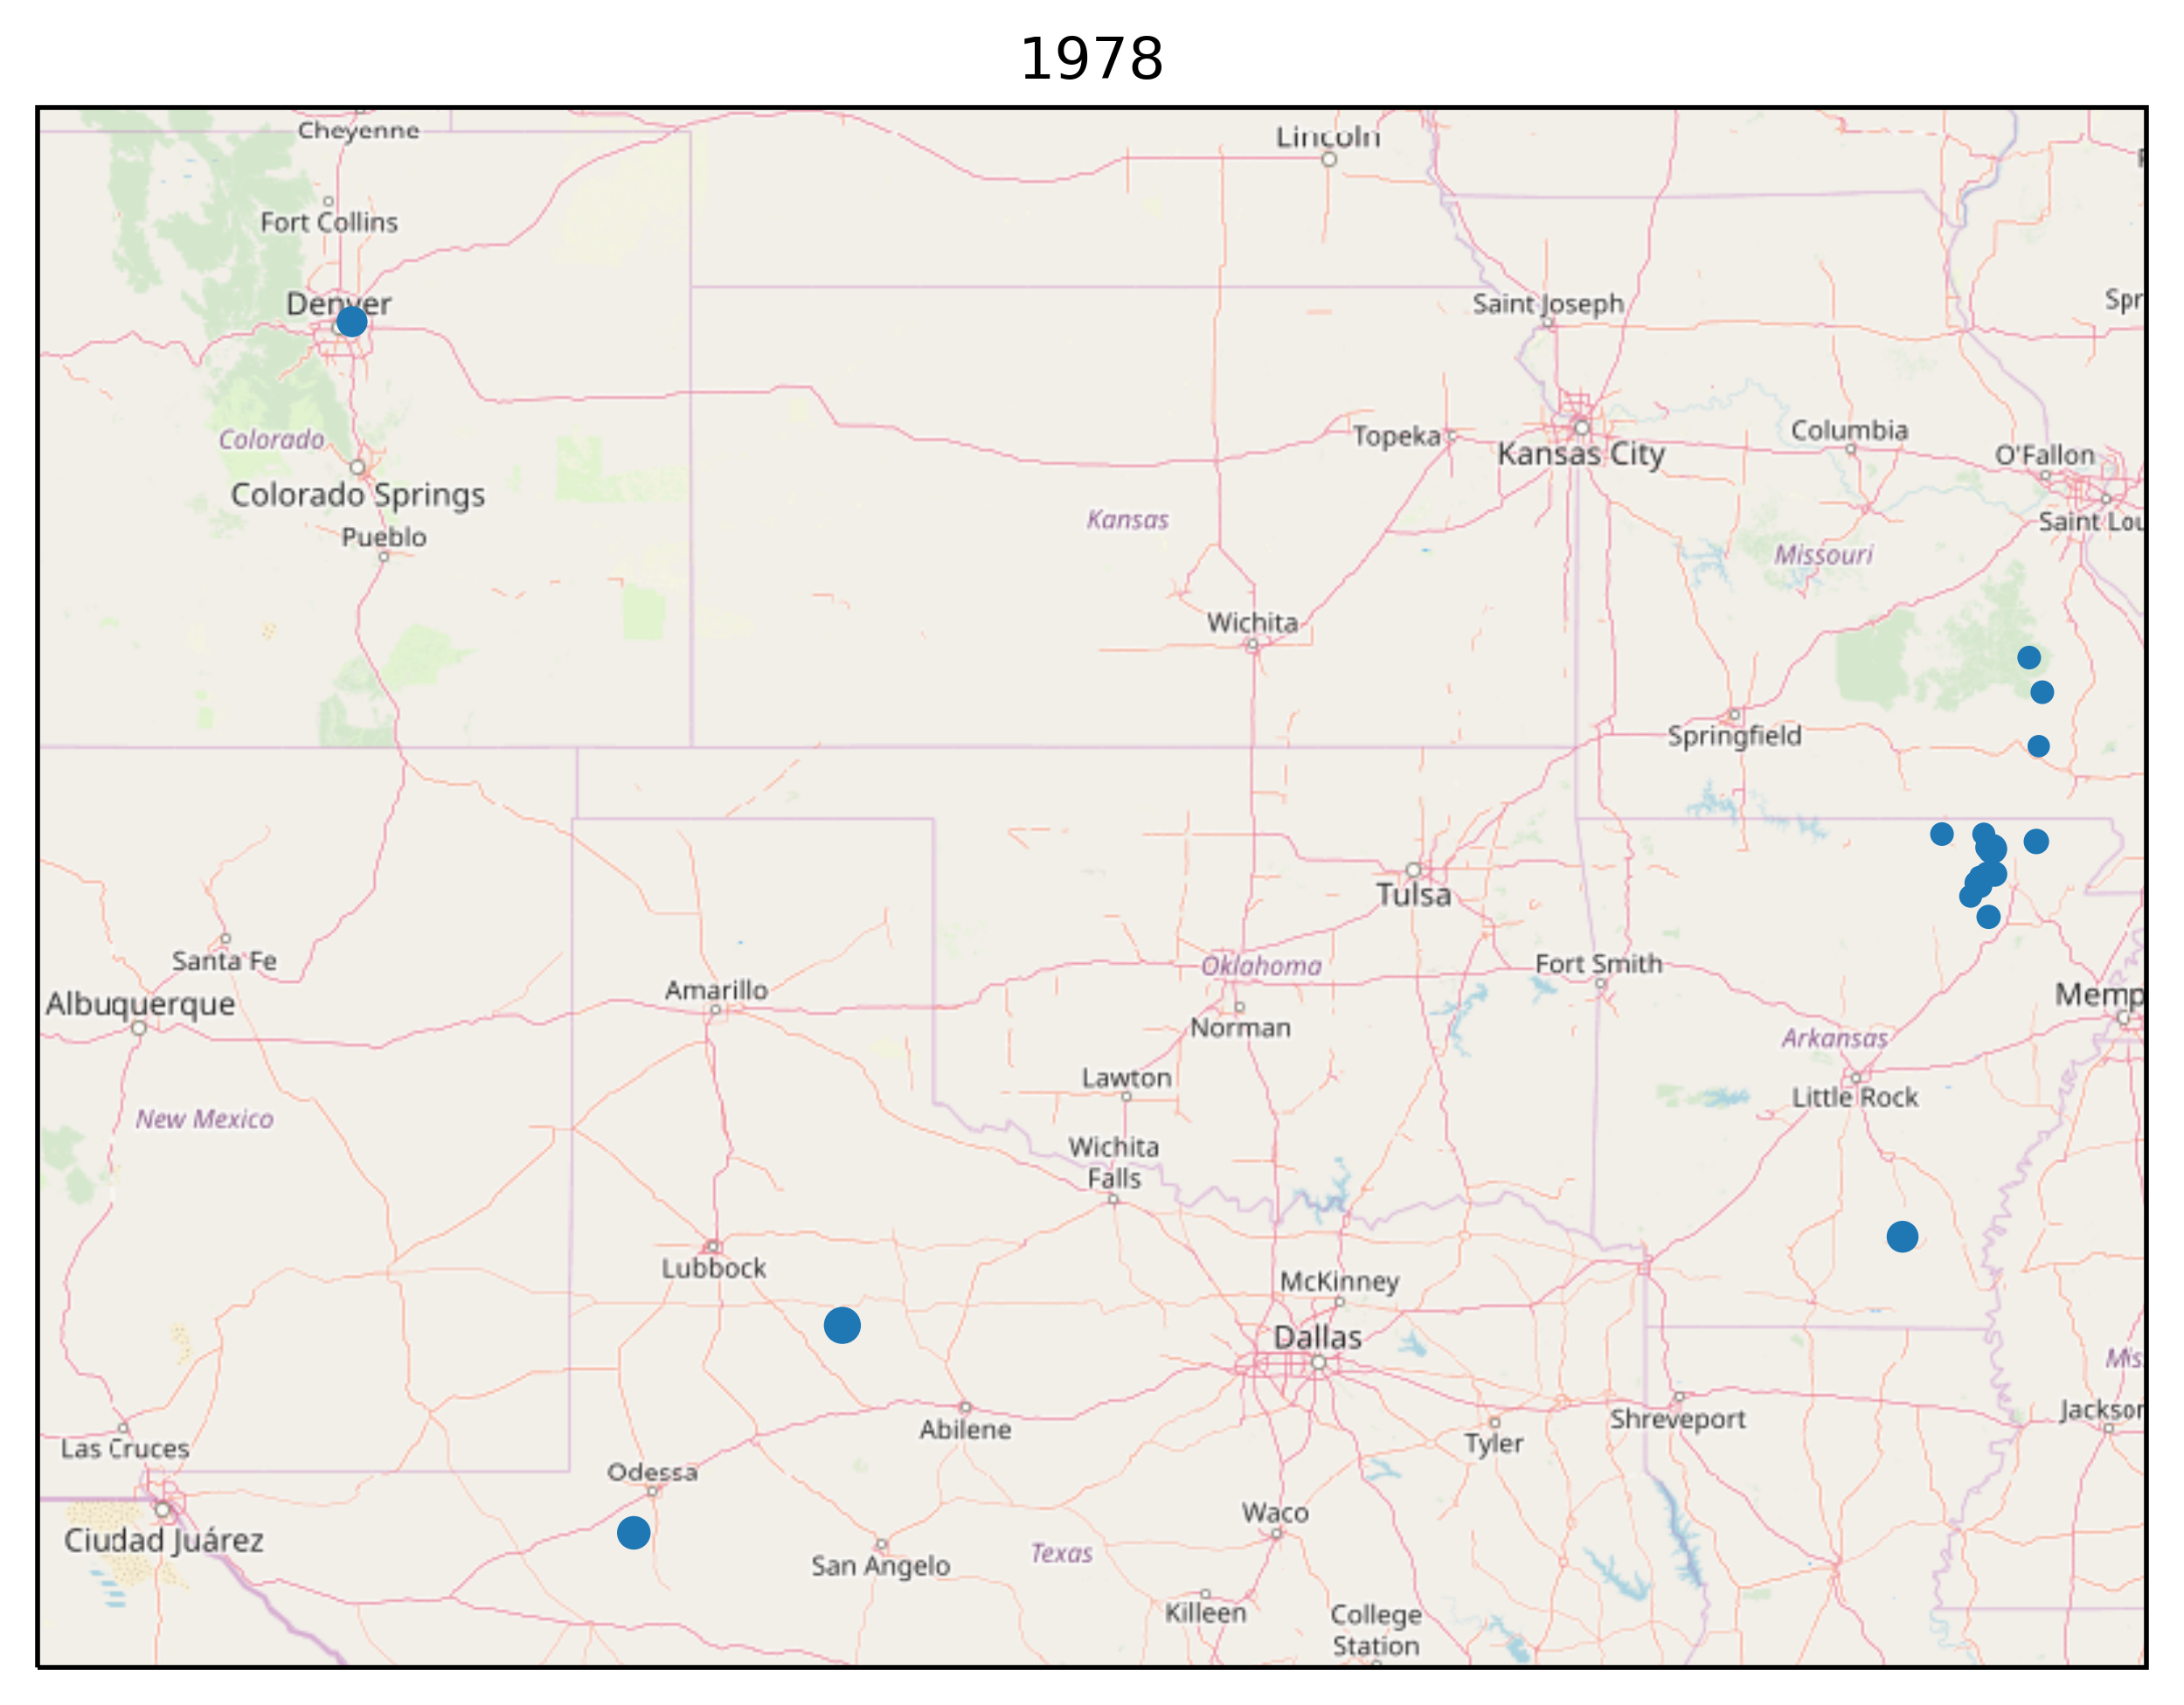 1978
Cheyenne
Lincoln
Fort Collins
Denver
Saint Joseph
Colorado
Topeka
Kansas City
Columbia
O'Fallon
Colorado Springs
Pueblo
Kansas
Saint Lou
Missouri
Wichita
Springfield
Tulsa
Santa Fe
Albuquerque
Amarillo
Oklahoma
Norman
Fort Smith
Memp
Arkansas
Little Rock
Lawton
New Mexico
Wichita
Falls
Lubbock
McKinney
Dallas
Mis
Las Cruces
Abilene
Tyler
Shreveport
Jackson
Odessa
Ciudad Juárez
San Angelo
Texas
Waco
Killeen
College
Station
Spr